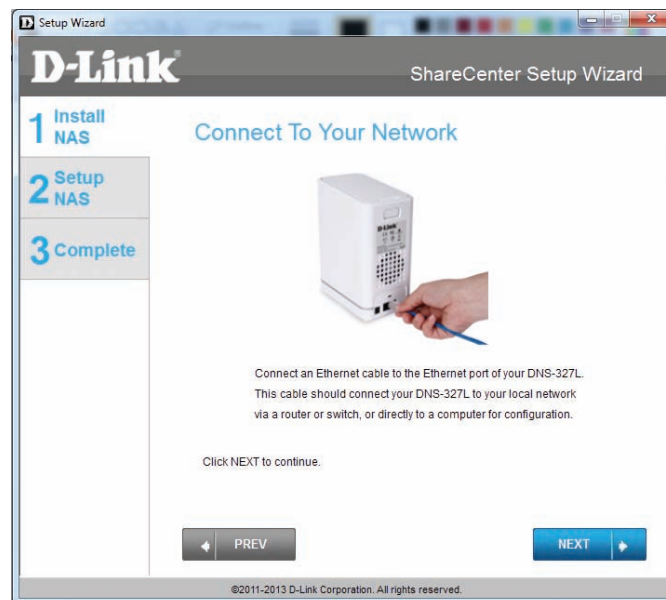 Setup Wizard
D-Link
ShareCenter Setup Wizard
1 Install
NAS
2 Setup
NAS
3 Complete
Connect To Your Network
D-Link
Connect an Ethernet cable to the Ethernet port of your DNS-327L.
This cable should connect your DNS-327L to your local network
via a router or switch, or directly to a computer for configuration.
Click NEXT to continue.
PREV
NEXT
©2011-2013 D-Link Corporation. All rights reserved.